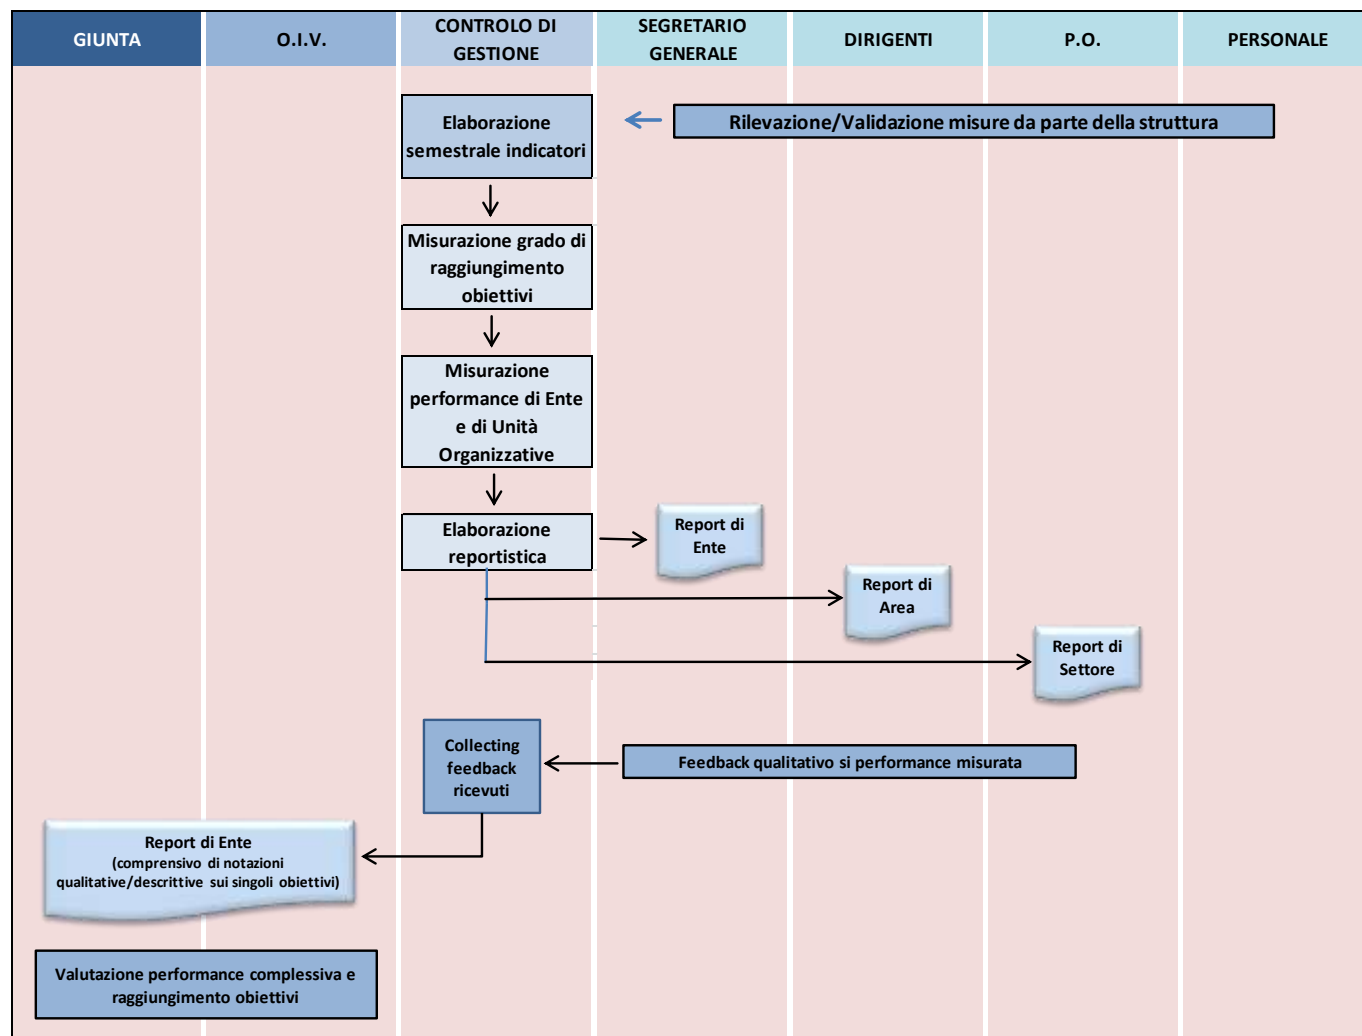 GIUNTA
O.I.V.
CONTROLO DI
GESTIONE
SEGRETARIO
GENERALE
DIRIGENTI
P.O.
PERSONALE
Elaborazione
semestrale indicatori
Rilevazione/Validazione misure da parte della struttura
Misurazione grado di
raggiungimento
obiettivi
Misurazione
performance di Ente
e di Unità
Organizzative
Elaborazione
reportistica
Report di
Ente
Report di
Area
Report di
Settore
Collecting
feedback
ricevuti
Feedback qualitativo si performance misurata
Report di Ente
(comprensivo di notazioni
qualitative/descrittive sui singoli obiettivi)
Valutazione performance complessiva e
raggiungimento obiettivi